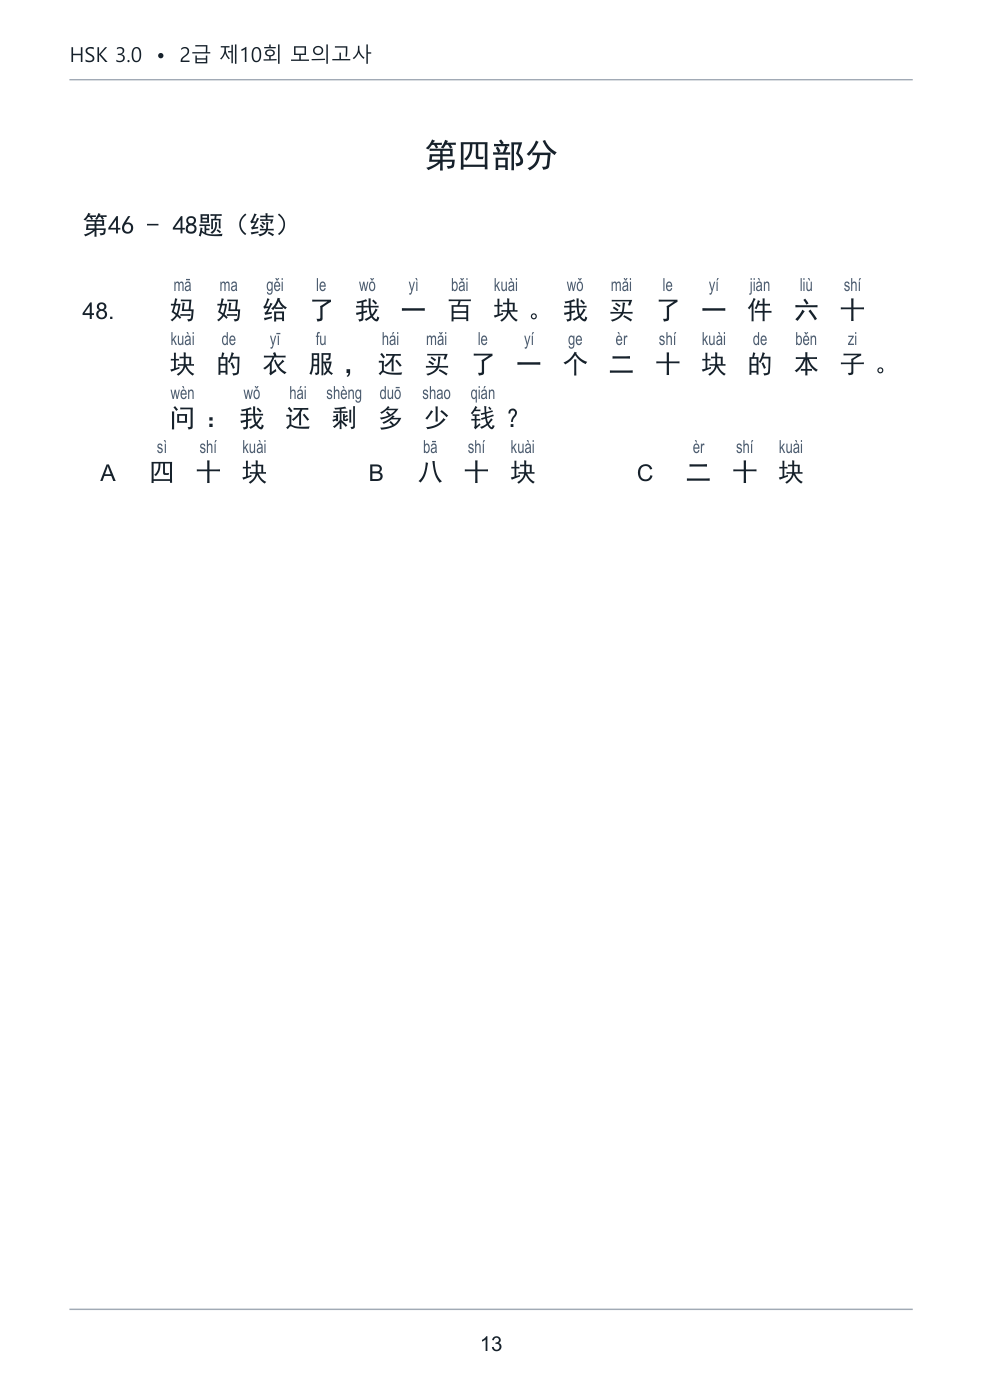 HSK 3.0 • 2급 제10회 모의고사
第四部分
第46 － 48题（续）
mā ma gěi le wǒ yì bǎi kuài wǒ mǎi le yí jiàn liù shí
48. 妈妈给了我一百块。我买了一件六十
kuài de yī fu hái mǎi le yí ge èr shí kuài de běn zi
块的衣服，还买了一个二十块的本子。
wèn wǒ hái shèng duō shao qián
问：我还剩多少钱？
sì shí kuài bā shí kuài èr shí kuài
A 四十块 B 八十块 C 二十块
13